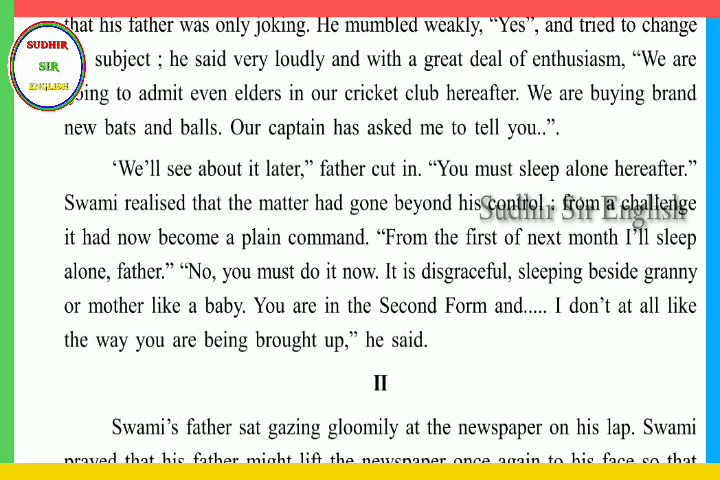 that his father was only joking. He mumbled weakly, “Yes”, and tried to change
SUDHIR
SIR
ENGLISH
subject ; he said very loudly and with a great deal of enthusiasm, “We are
going to admit even elders in our cricket club hereafter. We are buying brand
new bats and balls. Our captain has asked me to tell you..”.
‘We’ll see about it later,” father cut in. “You must sleep alone hereafter.”
Swami realised that the matter had gone beyond his control : from a challenge
Sudhir Sir English
it had now become a plain command. “From the first of next month I’ll sleep
alone, father.” “No, you must do it now. It is disgraceful, sleeping beside granny
or mother like a baby. You are in the Second Form and..... I don’t at all like
the way you are being brought up,” he said.
II
Swami’s father sat gazing gloomily at the newspaper on his lap. Swami
prayed that his father might lift the newspaper once again to his face so that